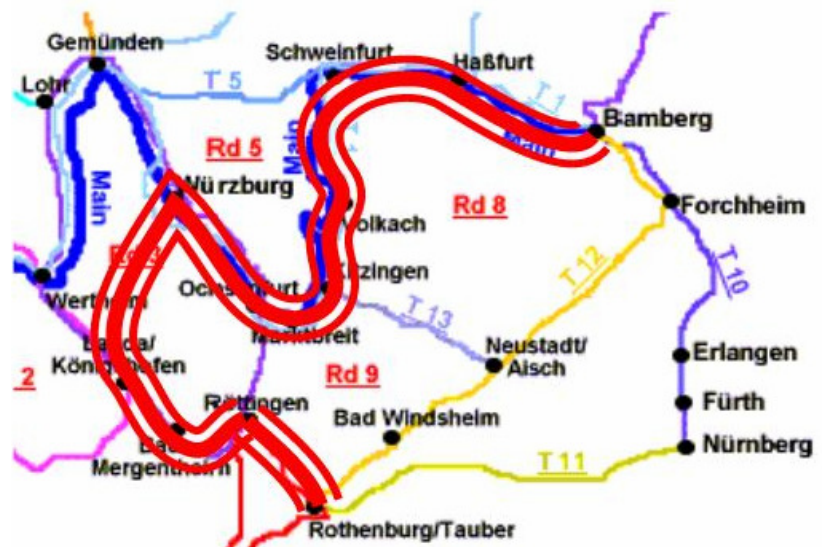 Gemünden
Schweinfurt
Haßfurt
Lohr
T 5
T 1
Bamberg
Main
Rd 5
Main
Main
Würzburg
Rd 8
Forchheim
Volkach
T 12
T 10
Kitzingen
Wertheim
T 13
Marktbreit
Neustadt/
Aisch
Erlangen
Königshofen
2
Rd 9
Röttingen
Fürth
Bad Windsheim
Nürnberg
Bad
Mergentheim
T 11
Rothenburg/Tauber